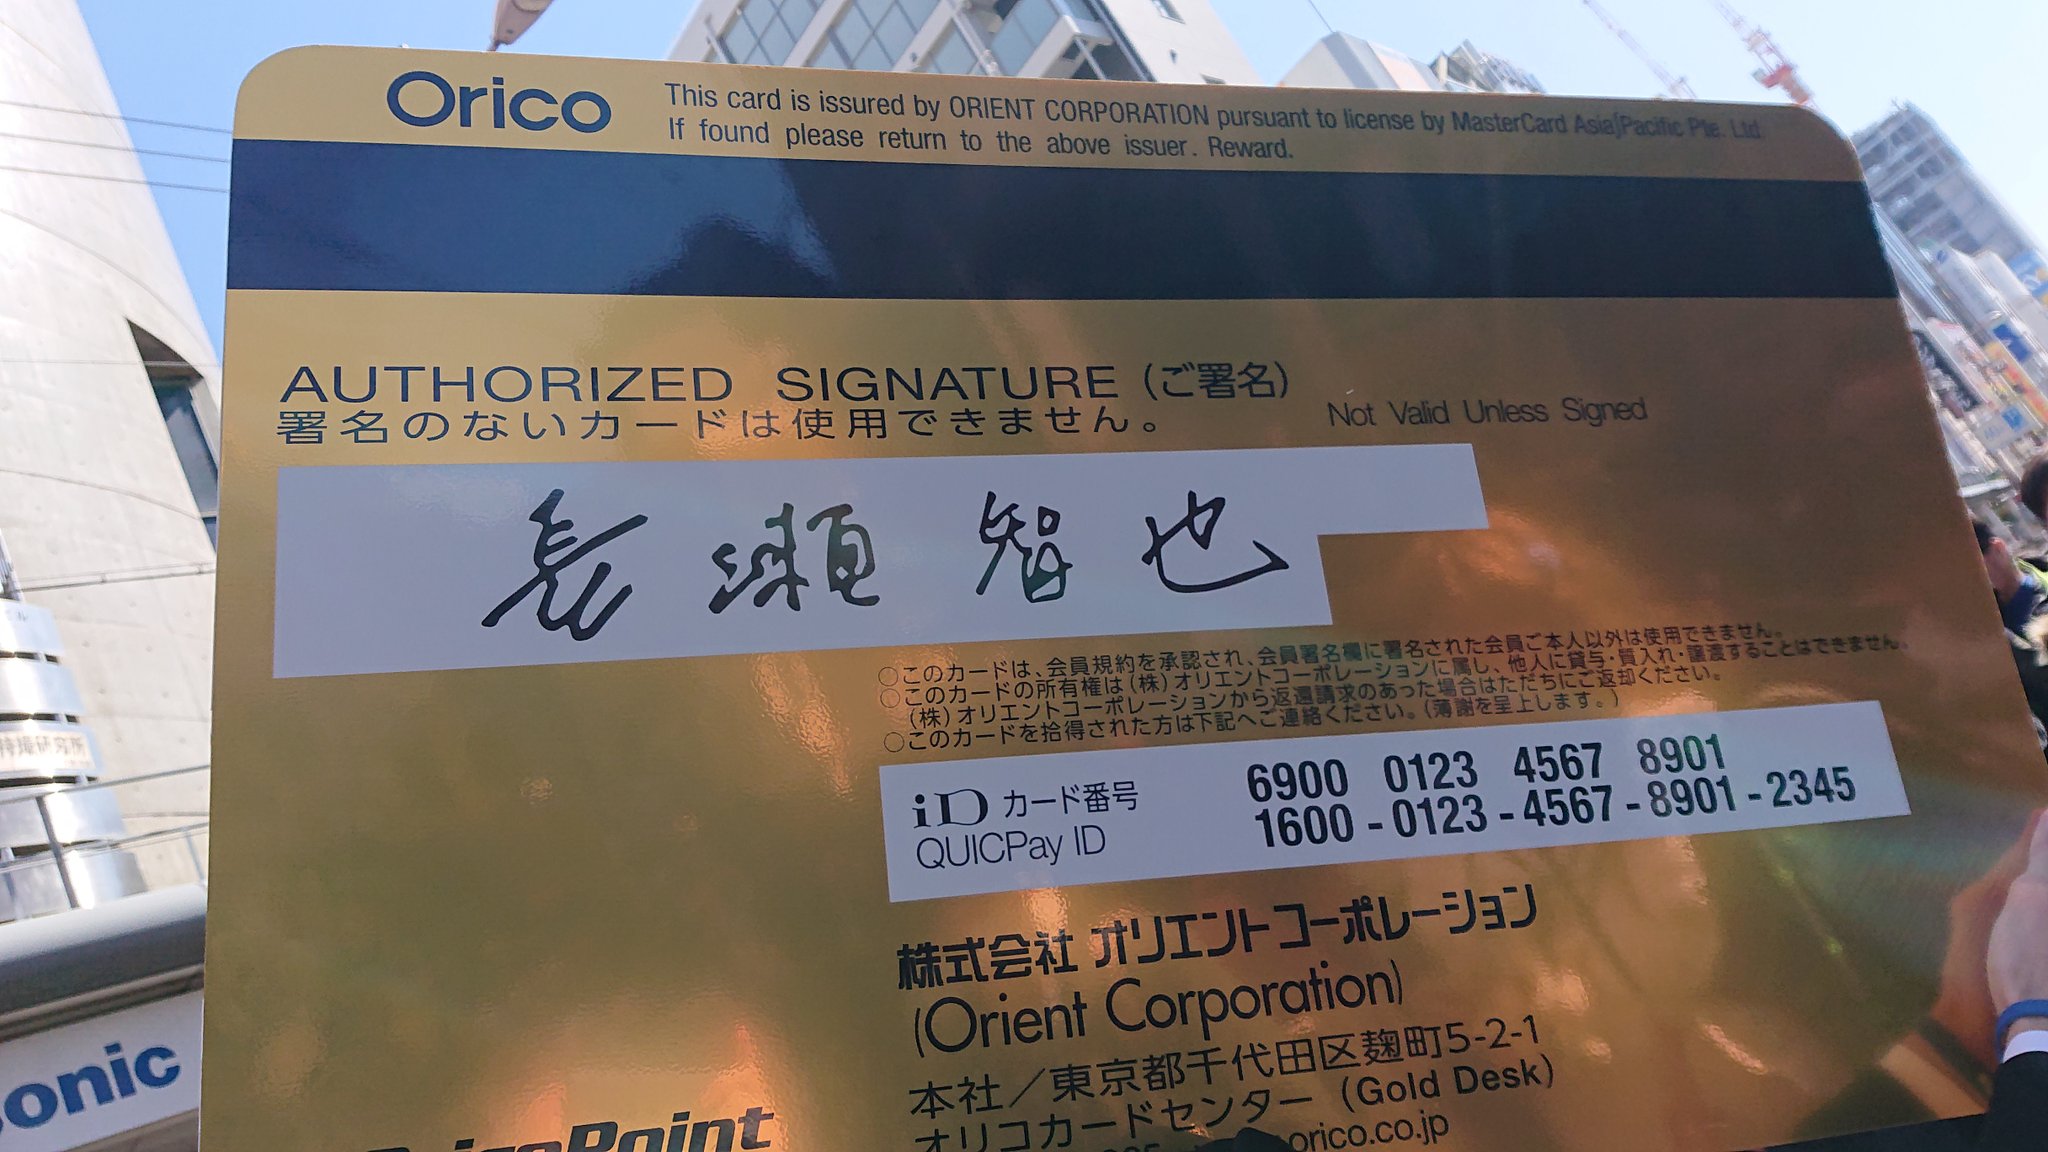 Orico
This card is issured by ORIENT CORPORATION pursuant to license by MasterCard Asia/Pacific Pte. Ltd.
If found please return to the above issuer. Reward.
AUTHORIZED SIGNATURE (ご署名)
署名のないカードは使用できません。
Not Valid Unless Signed
長瀬智也
○このカードは、会員規約を承認され、会員署名欄に署名された会員ご本人以外は使用できません。
○このカードの所有権は(株)オリエントコーポレーションに属し、他人に貸与・質入れ・譲渡することはできません。
(株)オリエントコーポレーションから返還請求のあった場合はただちにご返却ください。
○このカードを拾得された方は下記へご連絡ください。(薄謝を呈上します。)
iD カード番号 6900 0123 4567 8901
QUICPay ID 1600-0123-4567-8901-2345
株式会社 オリエントコーポレーション
(Orient Corporation)
本社/東京都千代田区麹町5-2-1
オリコカードセンター (Gold Desk)
orico.co.jp
Point
onic